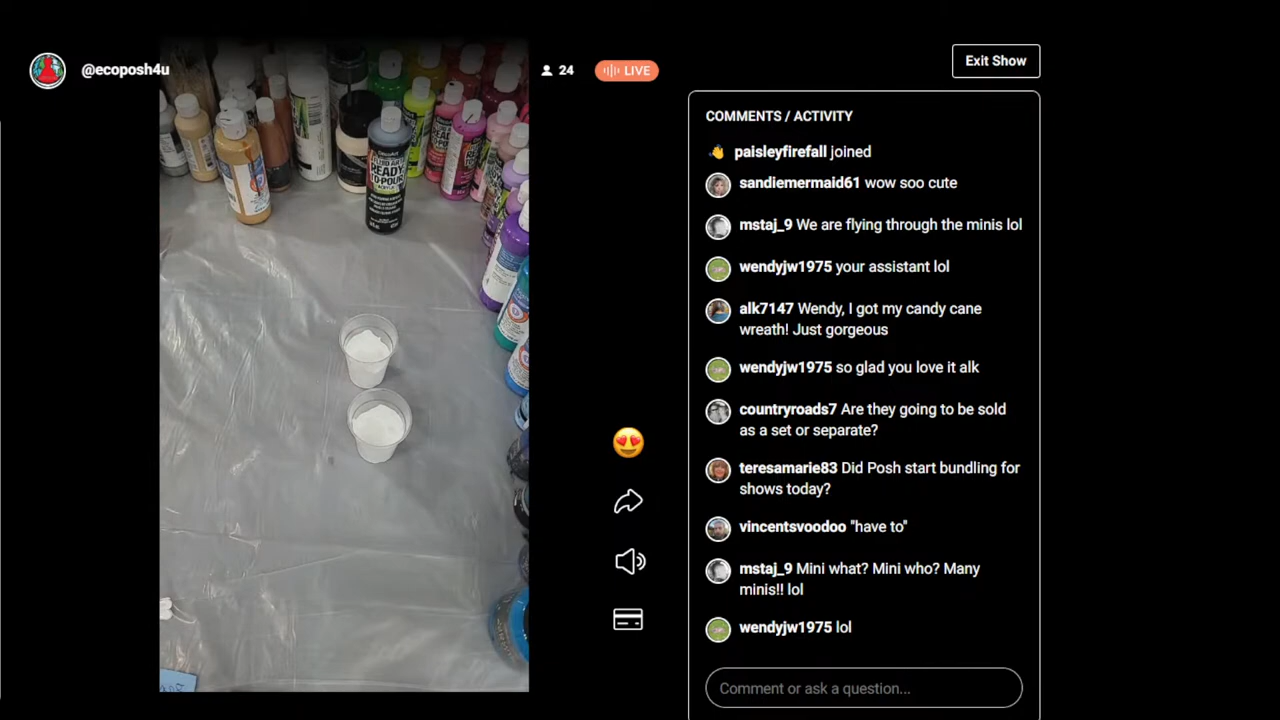 @ecoposh4u
24
LIVE
Exit Show
COMMENTS / ACTIVITY
paisleyfirefall joined
sandiemermaid61 wow soo cute
mstaj_9 We are flying through the minis lol
wendyjw1975 your assistant lol
alk7147 Wendy, I got my candy cane
wreath! Just gorgeous
wendyjw1975 so glad you love it alk
countryroads7 Are they going to be sold
as a set or separate?
teresamarie83 Did Posh start bundling for
shows today?
vincentsvoodoo "have to"
mstaj_9 Mini what? Mini who? Many
minis!! lol
wendyjw1975 lol
Comment or ask a question...
READY
TO-POUR